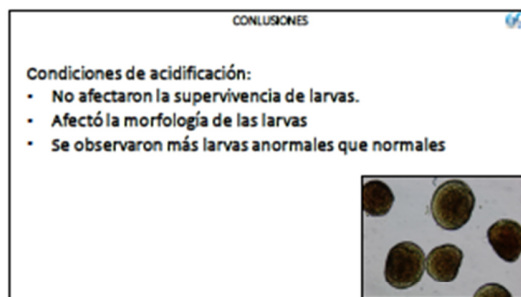 CONLUSIONES
Condiciones de acidificación:
• No afectaron la supervivencia de larvas.
• Afectó la morfología de las larvas
• Se observaron más larvas anormales que normales